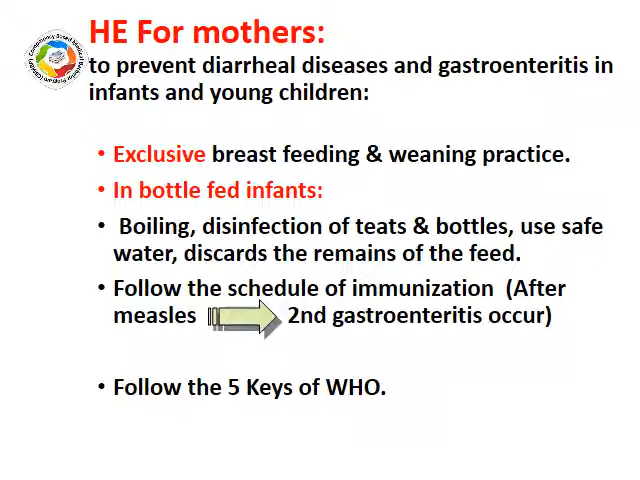 HE For mothers:
to prevent diarrheal diseases and gastroenteritis in
infants and young children:
• Exclusive breast feeding & weaning practice.
• In bottle fed infants:
• Boiling, disinfection of teats & bottles, use safe
water, discards the remains of the feed.
• Follow the schedule of immunization (After
measles 2nd gastroenteritis occur)
• Follow the 5 Keys of WHO.